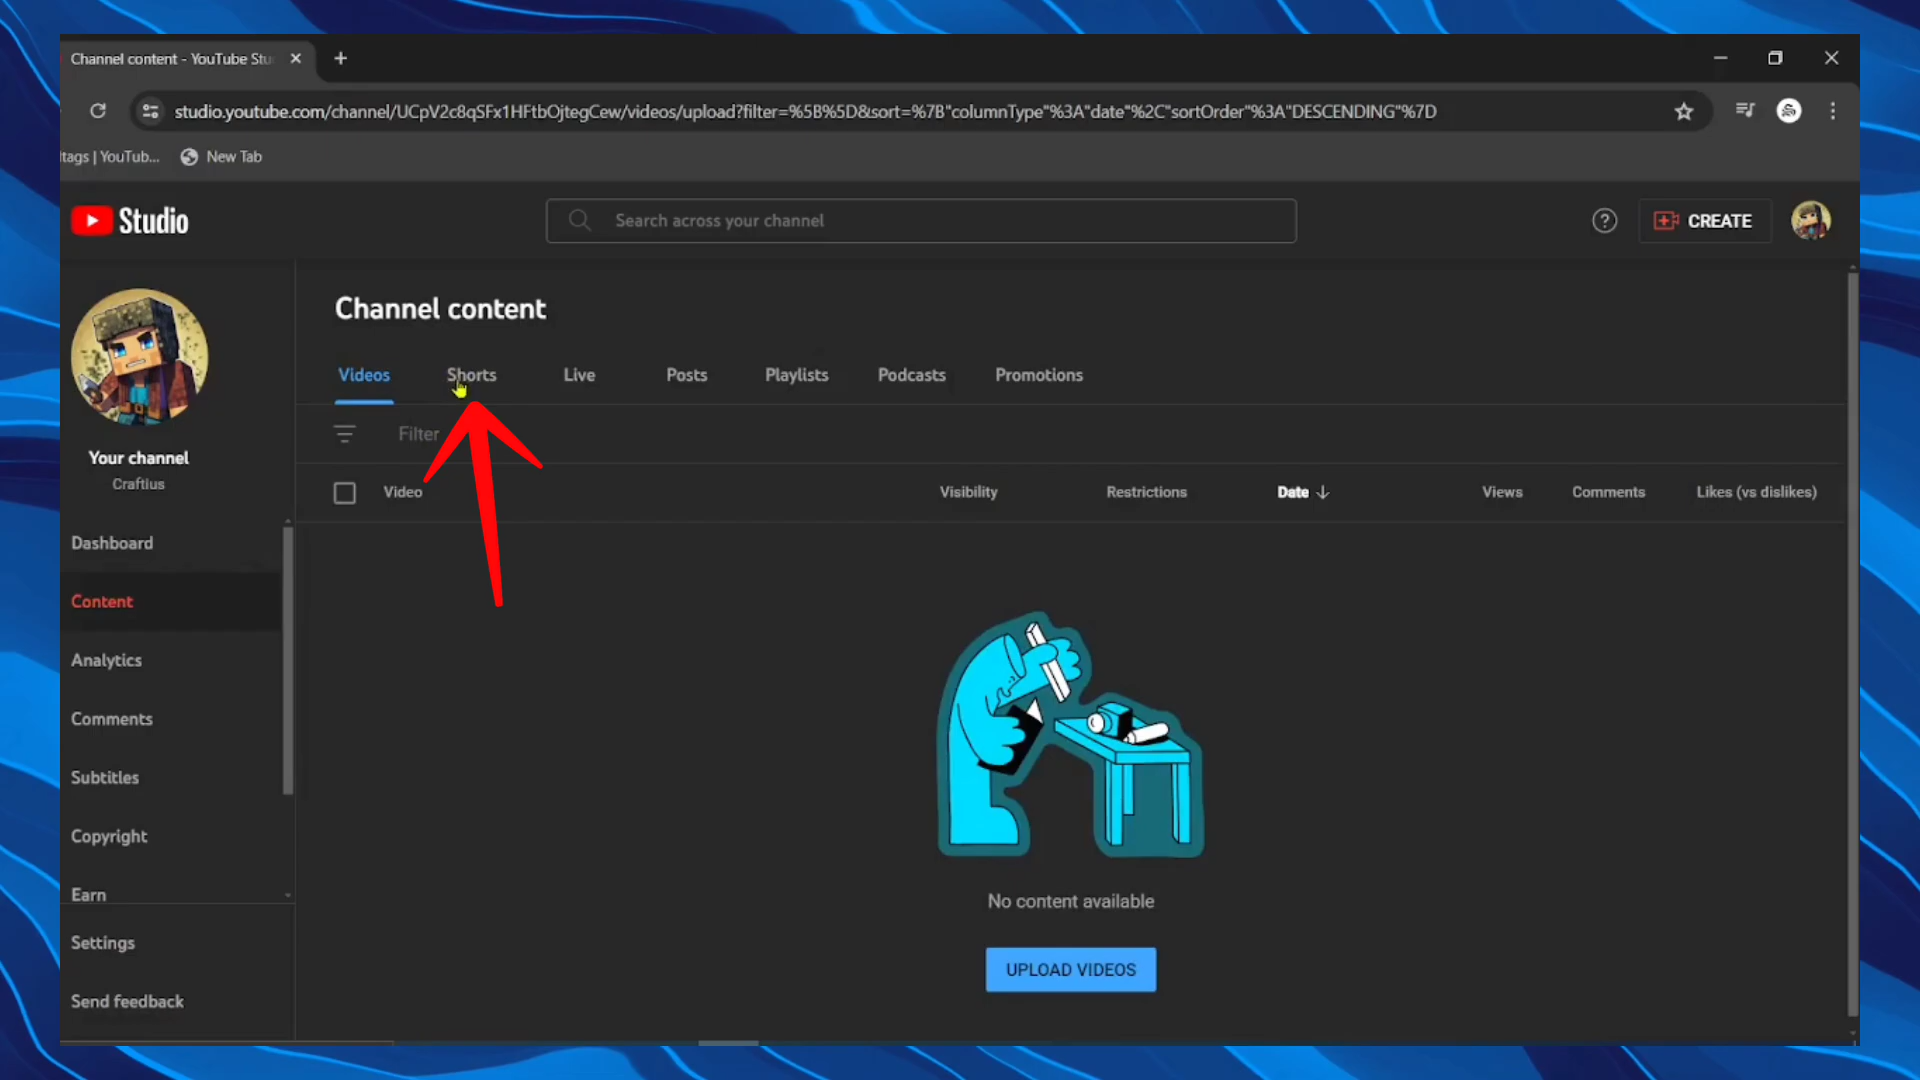 Channel content - YouTube Stu
studio.youtube.com/channel/UCpV2c8qSFx1HFtbOjtegCew/videos/upload?filter=%5B%5D&sort=%7B"columnType"%3A"date"%2C"sortOrder"%3A"DESCENDING"%7D
tags | YouTub...
New Tab
Studio
Search across your channel
CREATE
Channel content
Videos
Shorts
Live
Posts
Playlists
Podcasts
Promotions
Filter
Your channel
Craftius
Video
Visibility
Restrictions
Date
Views
Comments
Likes (vs dislikes)
Dashboard
Content
Analytics
Comments
Subtitles
Copyright
Earn
Settings
Send feedback
No content available
UPLOAD VIDEOS